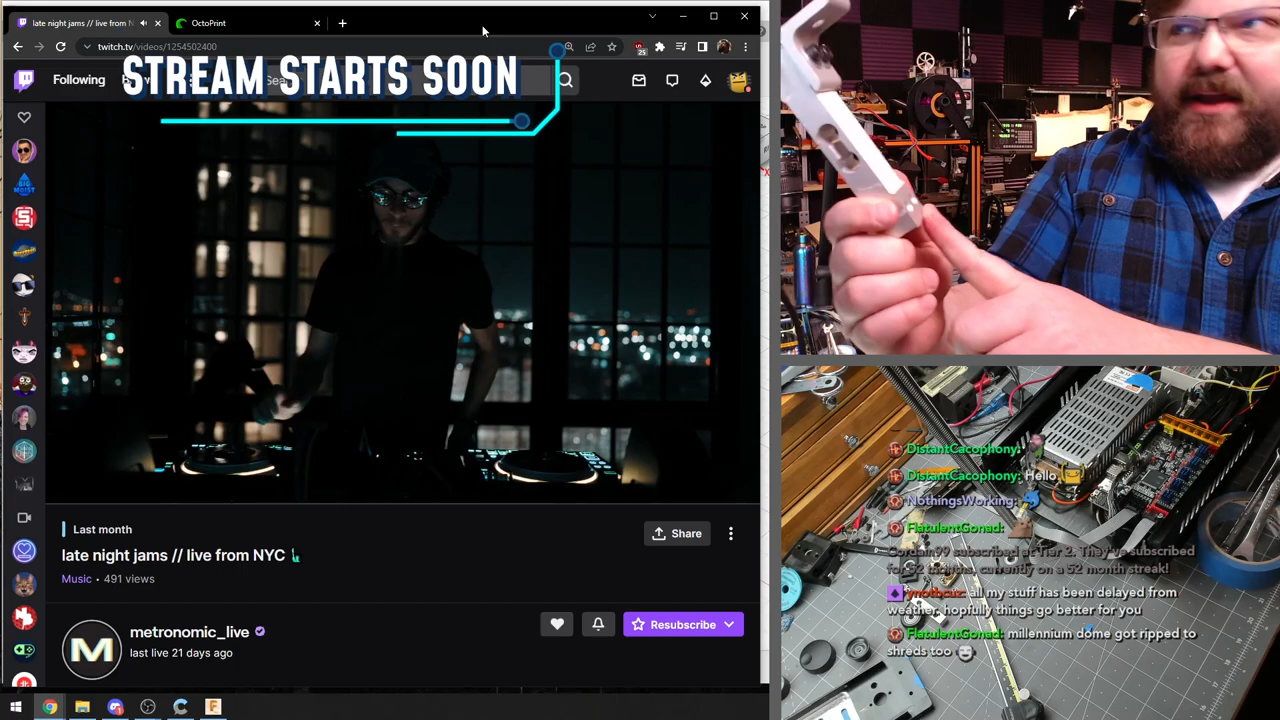 late night jams // live from N
OctoPrint
twitch.tv/videos/1254502400
25
Following
STREAM STARTS SOON
Last month
Share
late night jams // live from NYC
Music • 491 views
metronomic_live
last live 21 days ago
Resubscribe
DistantCacophony:
DistantCacophony: Hello
NothingsWorking:
FlatulentGonad:
Cordain99 subscribed at Tier 2. They've subscribed
for 52 months, currently on a 52 month streak!
ynotbcuz: all my stuff has been delayed from
weather, hopefully things go better for you
FlatulentGonad: millennium dome got ripped to
shreds too